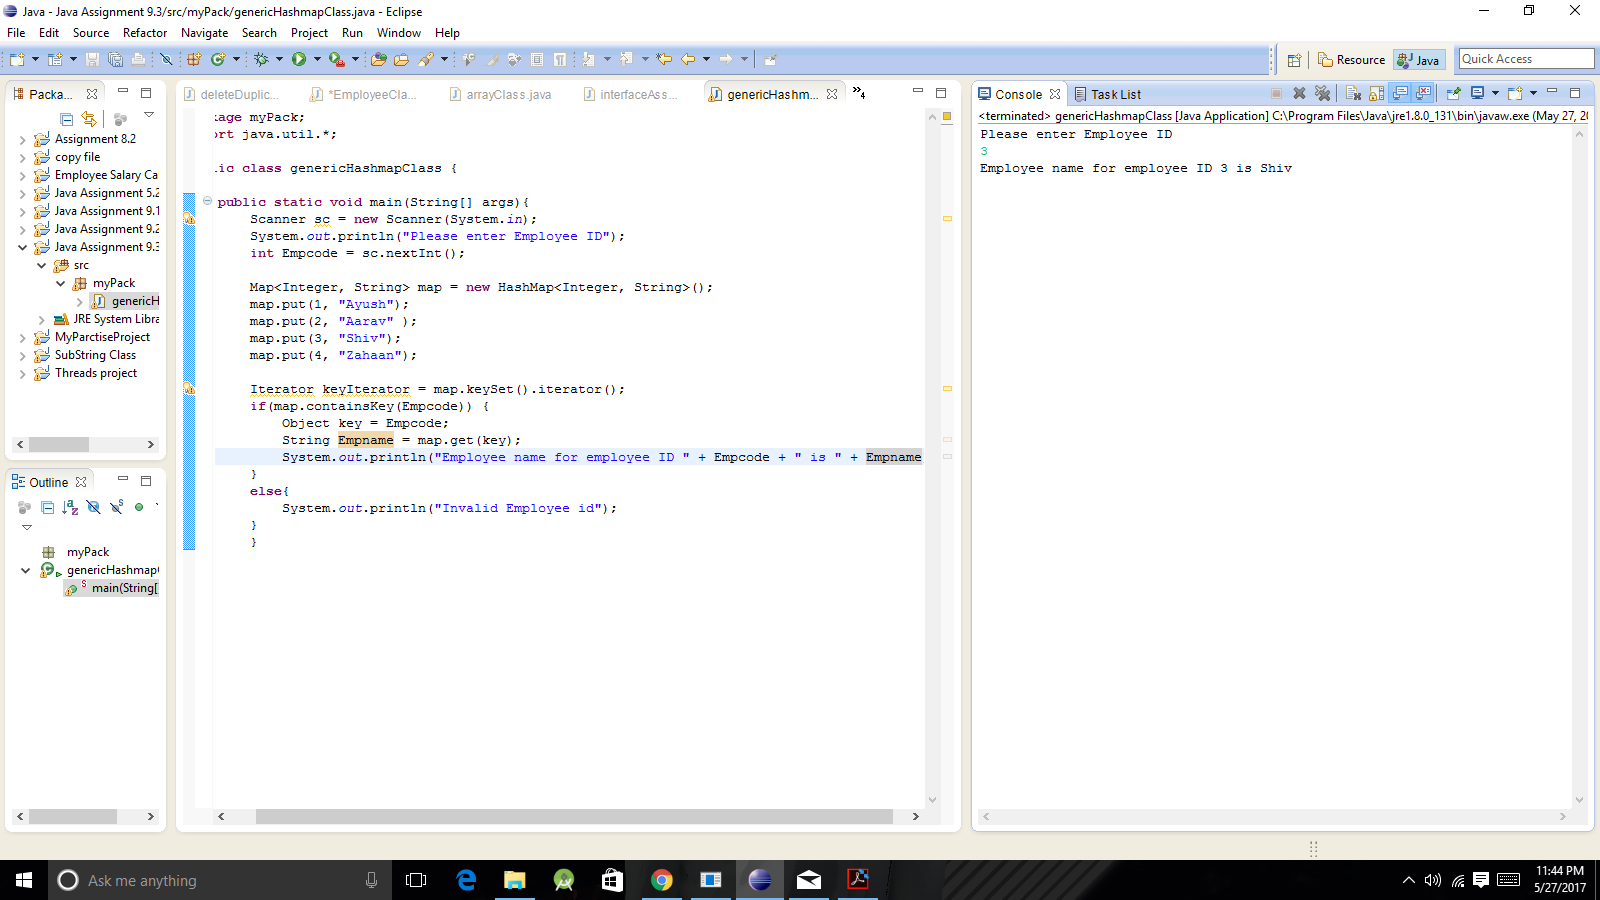 Java - Java Assignment 9.3/src/myPack/genericHashmapClass.java - Eclipse
File Edit Source Refactor Navigate Search Project Run Window Help
Resource Java Quick Access
Packa...
Assignment 8.2
copy file
Employee Salary Ca
Java Assignment 5.2
Java Assignment 9.1
Java Assignment 9.2
Java Assignment 9.3
src
myPack
genericH
JRE System Libra
MyParctiseProject
SubString Class
Threads project
Outline
myPack
genericHashmap
main(String[
deleteDuplic... *EmployeeCla... arrayClass.java interfaceAss... genericHashm... 4
kage myPack;
ort java.util.*;
lic class genericHashmapClass {
public static void main(String[] args){
Scanner sc = new Scanner(System.in);
System.out.println("Please enter Employee ID");
int Empcode = sc.nextInt();
Map<Integer, String> map = new HashMap<Integer, String>();
map.put(1, "Ayush");
map.put(2, "Aarav" );
map.put(3, "Shiv");
map.put(4, "Zahaan");
Iterator keyIterator = map.keySet().iterator();
if(map.containsKey(Empcode)) {
Object key = Empcode;
String Empname = map.get(key);
System.out.println("Employee name for employee ID " + Empcode + " is " + Empname
}
else{
System.out.println("Invalid Employee id");
}
}
Console Task List
<terminated> genericHashmapClass [Java Application] C:\Program Files\Java\jre1.8.0_131\bin\javaw.exe (May 27, 20
Please enter Employee ID
3
Employee name for employee ID 3 is Shiv
Ask me anything
11:44 PM
5/27/2017